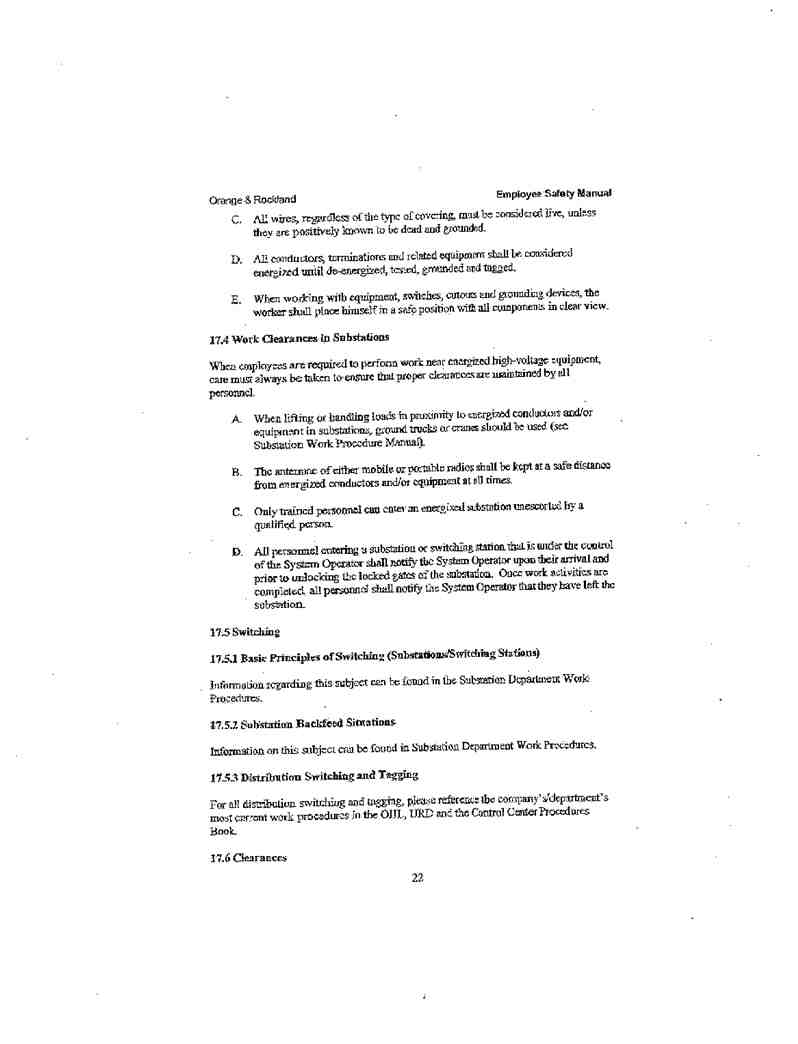 Orange & Rockland
Employee Safety Manual
C. All wires, regardless of the type of covering, must be considered live, unless
they are positively known to be dead and grounded.
D. All conductors, terminations and related equipment shall be considered
energized until de-energized, tested, grounded and tagged.
E. When working with equipment, switches, cutouts and grounding devices, the
worker shall place himself in a safe position with all components in clear view.
17.4 Work Clearances in Substations
When employees are required to perform work near energized high-voltage equipment,
care must always be taken to ensure that proper clearances are maintained by all
personnel.
A. When lifting or handling loads in proximity to energized conductors and/or
equipment in substations, ground trucks or cranes should be used (see
Substation Work Procedure Manual).
B. The antennae of either mobile or portable radios shall be kept at a safe distance
from energized conductors and/or equipment at all times.
C. Only trained personnel can enter an energized substation unescorted by a
qualified person.
D. All personnel entering a substation or switching station that is under the control
of the System Operator shall notify the System Operator upon their arrival and
prior to unlocking the locked gates of the substation. Once work activities are
completed, all personnel shall notify the System Operator that they have left the
substation.
17.5 Switching
17.5.1 Basic Principles of Switching (Substations/Switching Stations)
Information regarding this subject can be found in the Substation Department Work
Procedures.
17.5.2 Substation Backfeed Situations
Information on this subject can be found in Substation Department Work Procedures.
17.5.3 Distribution Switching and Tagging
For all distribution switching and tagging, please reference the company's/department's
most current work procedures in the OHL, URD and the Control Center Procedures
Book.
17.6 Clearances
22